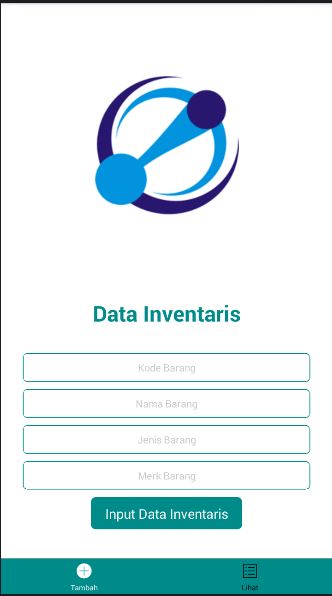 Data Inventaris
Kode Barang
Nama Barang
Jenis Barang
Merk Barang
Input Data Inventaris
Tambah
Lihat